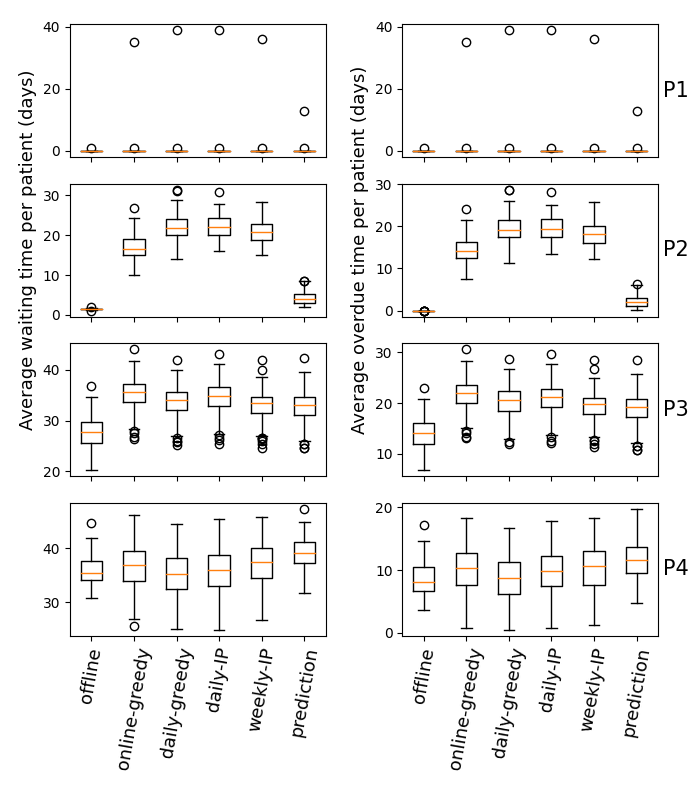 Average waiting time per patient (days)
Average overdue time per patient (days)
40
20
0
40
20
0
P1
30
20
10
0
30
20
10
0
P2
40
30
20
30
20
10
P3
40
30
20
10
0
P4
offline
online-greedy
daily-greedy
daily-IP
weekly-IP
prediction
offline
online-greedy
daily-greedy
daily-IP
weekly-IP
prediction